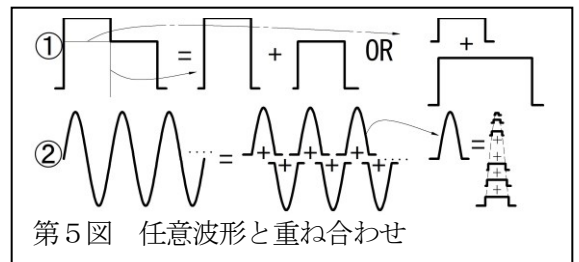 ① = + OR +
② = + + + + + + = + + + + +
第5図 任意波形と重ね合わせ